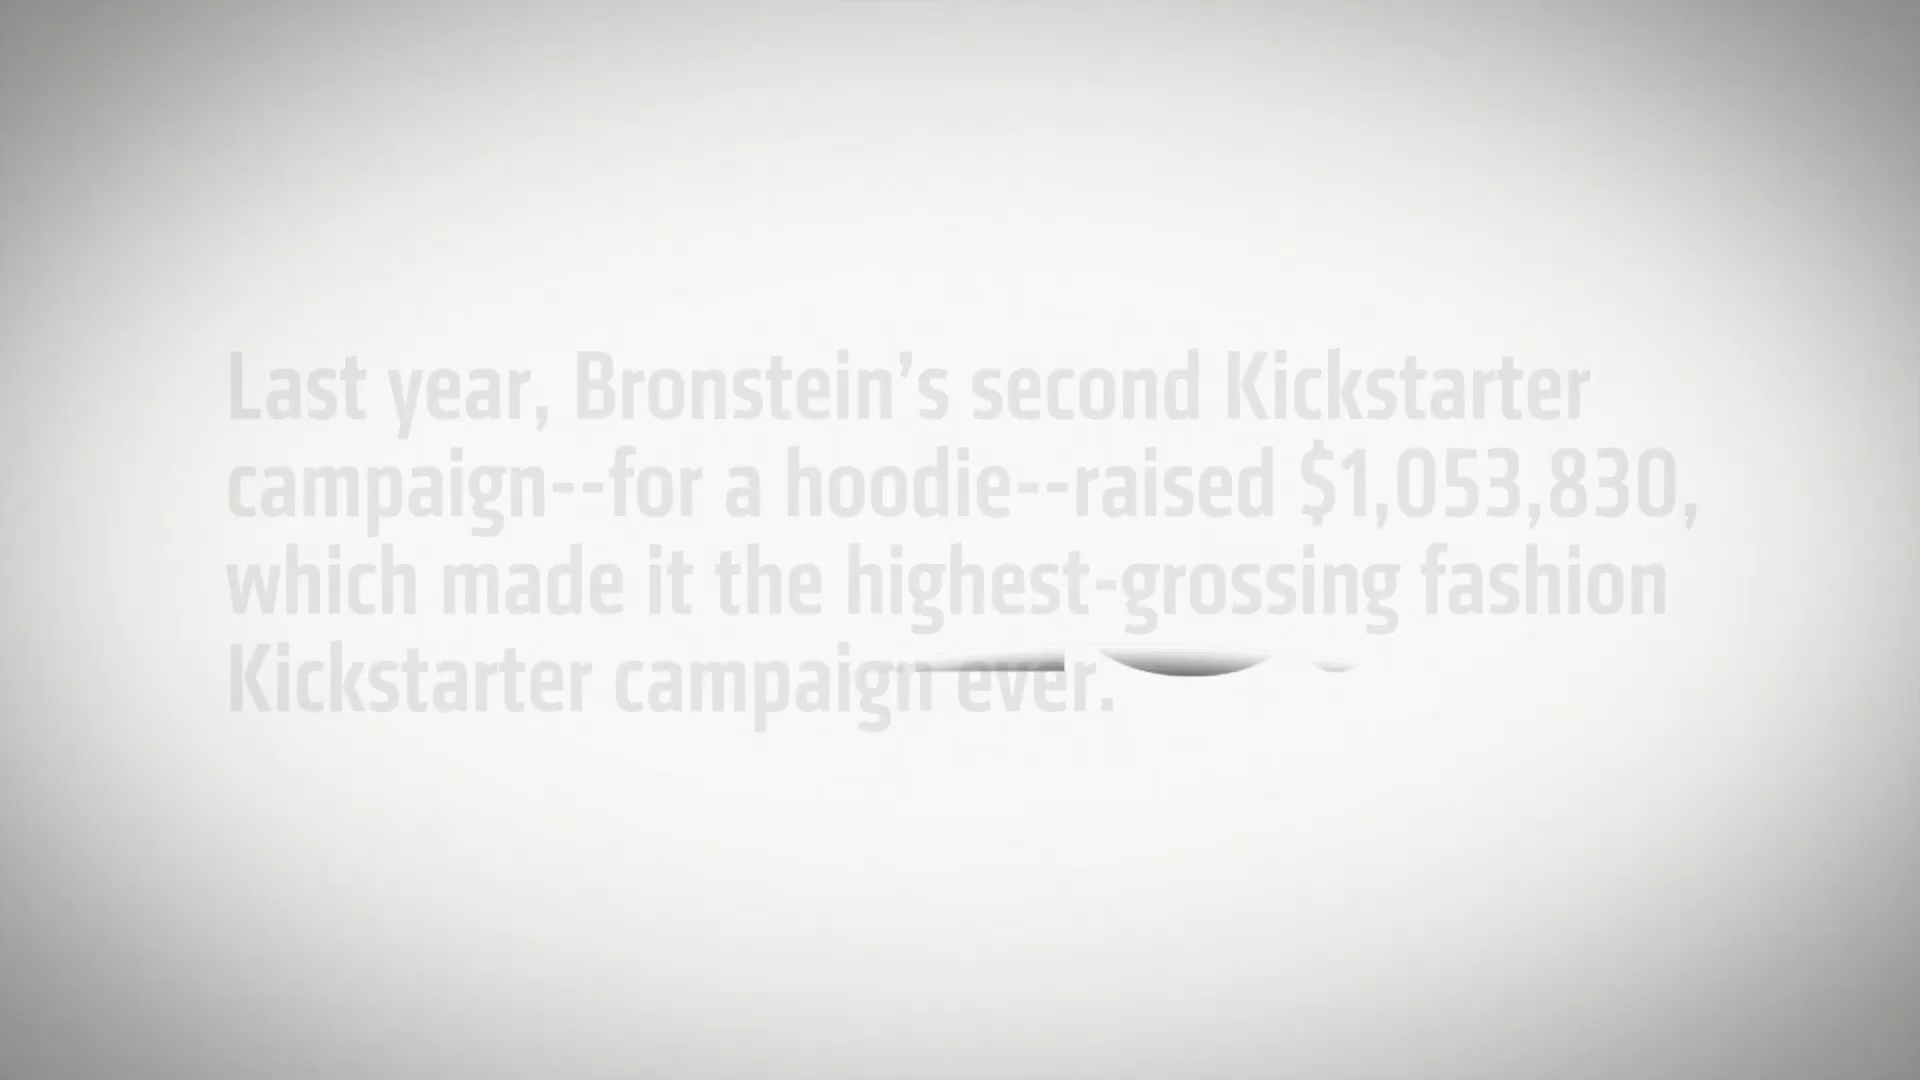 Last year, Bronstein’s second Kickstarter
campaign--for a hoodie--raised $1,053,830,
which made it the highest-grossing fashion
Kickstarter campaign ever.